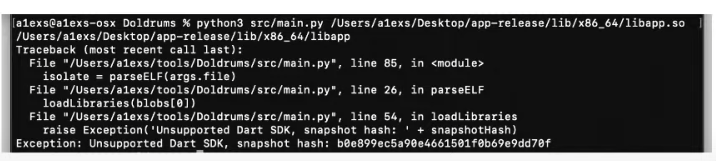 [a1exs@a1exs-osx Doldrums % python3 src/main.py /Users/a1exs/Desktop/app-release/lib/x86_64/libapp.so ]
/Users/a1exs/Desktop/app-release/lib/x86_64/libapp
Traceback (most recent call last):
  File "/Users/a1exs/tools/Doldrums/src/main.py", line 85, in <module>
    isolate = parseELF(args.file)
  File "/Users/a1exs/tools/Doldrums/src/main.py", line 26, in parseELF
    loadLibraries(blobs[0])
  File "/Users/a1exs/tools/Doldrums/src/main.py", line 54, in loadLibraries
    raise Exception('Unsupported Dart SDK, snapshot hash: ' + snapshotHash)
Exception: Unsupported Dart SDK, snapshot hash: b0e899ec5a90e4661501f0b69e9dd70f